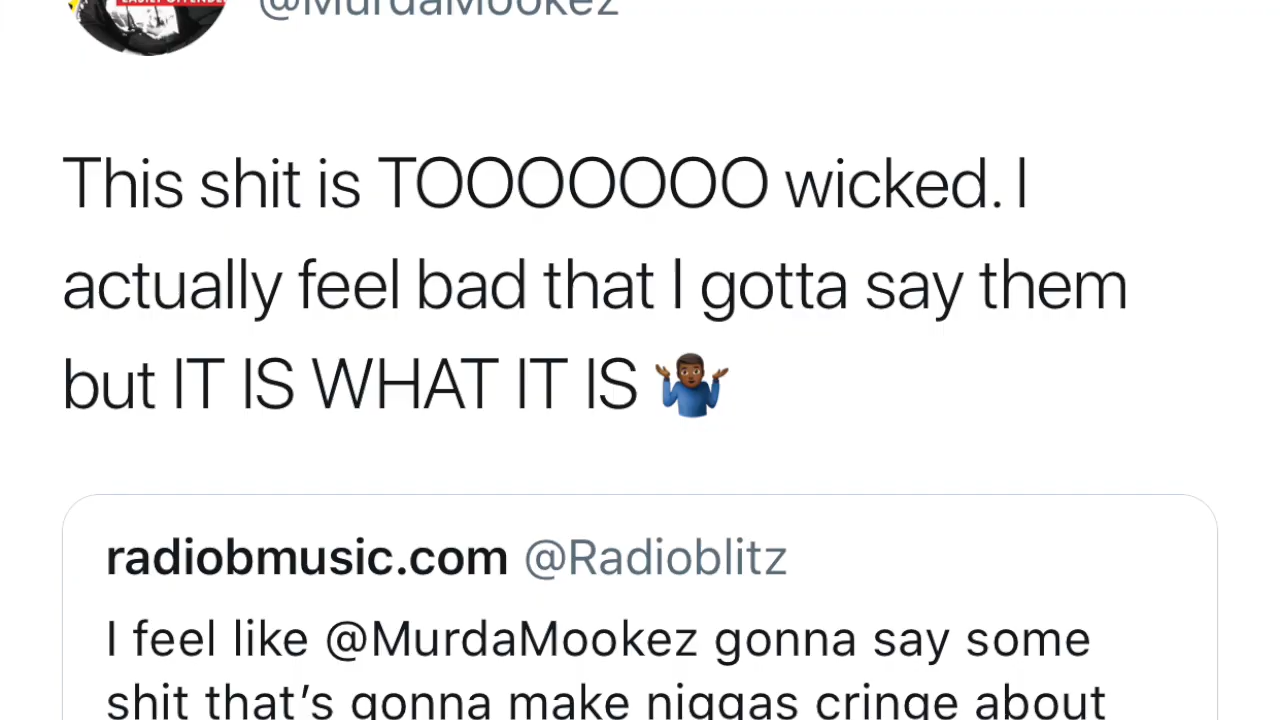 @MurdaMookez
This shit is TOOOOOOO wicked. I
actually feel bad that I gotta say them
but IT IS WHAT IT IS 🤷🏾‍♂️
radiobmusic.com @Radioblitz
I feel like @MurdaMookez gonna say some
shit that's gonna make niggas cringe about